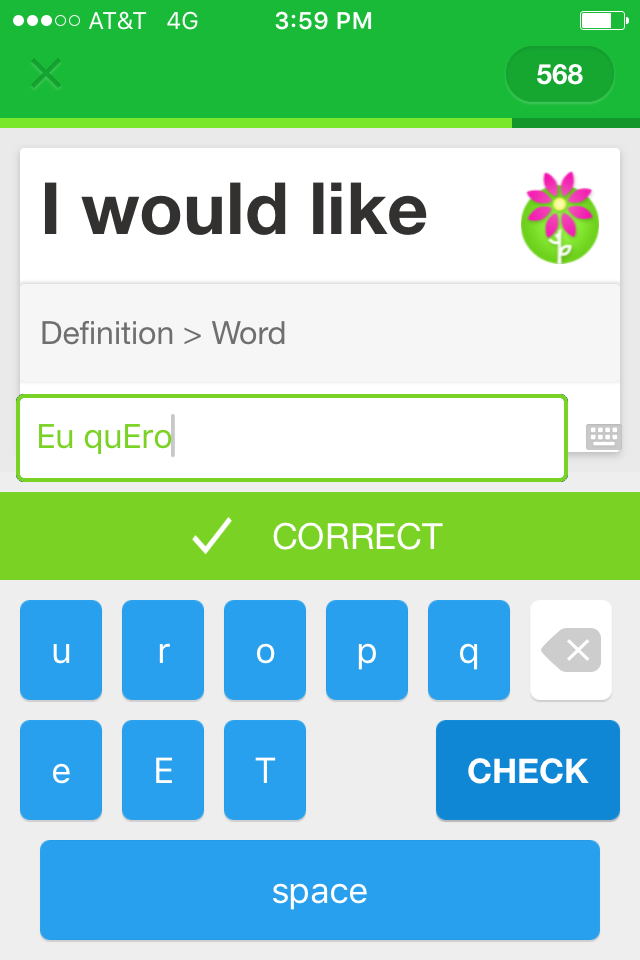 AT&T 4G 3:59 PM
568
I would like
Definition > Word
Eu quEro
CORRECT
u r o p q
e E T CHECK
space